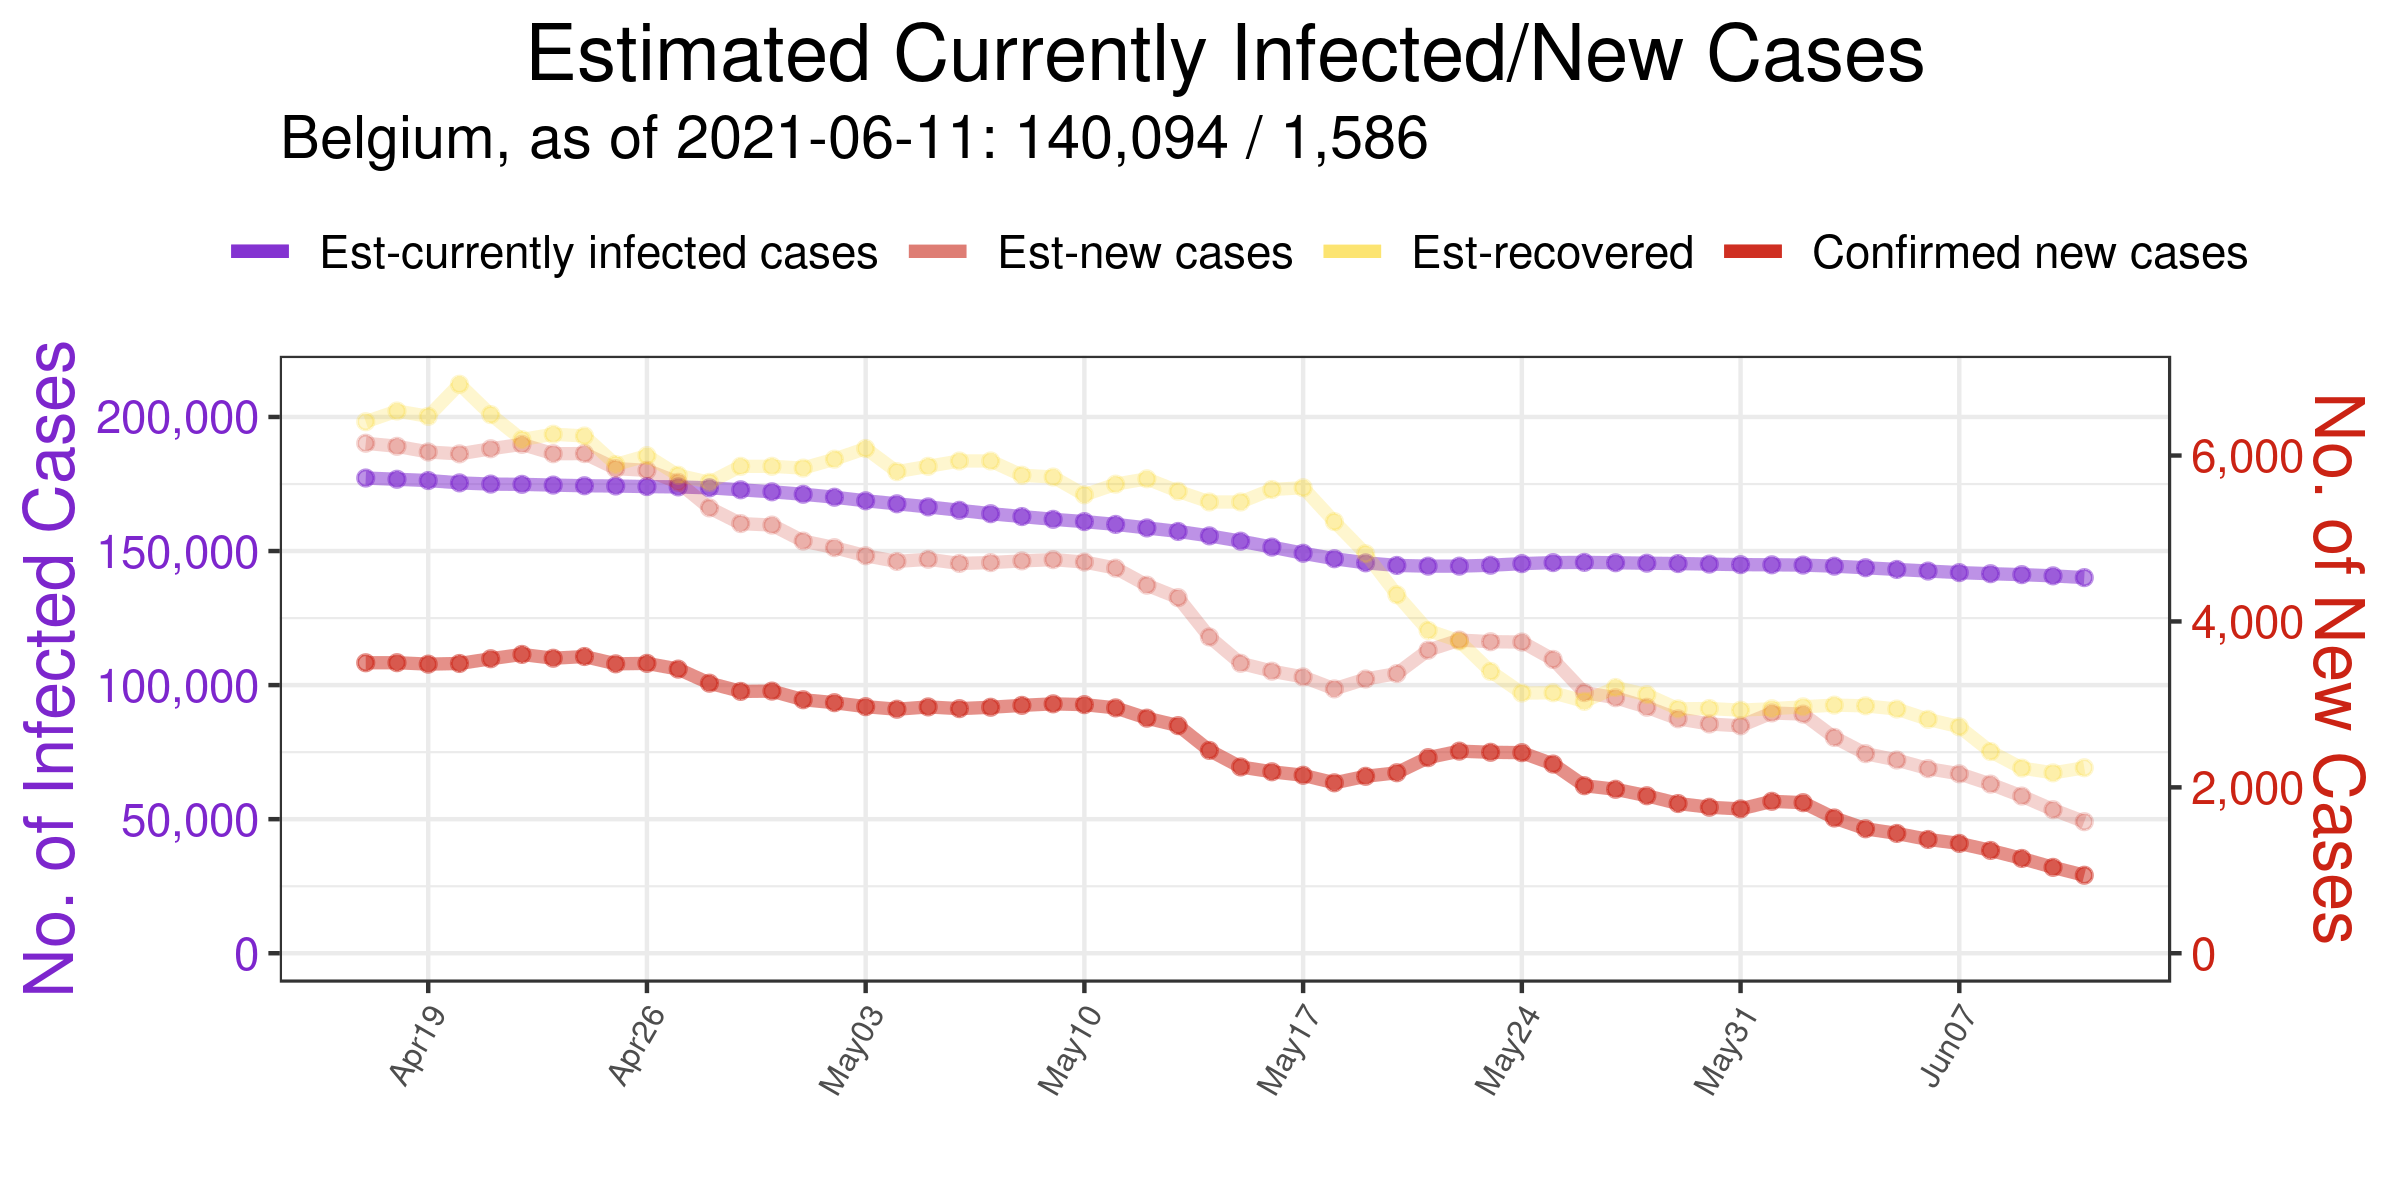 Estimated Currently Infected/New Cases
Belgium, as of 2021-06-11: 140,094 / 1,586
Est-currently infected cases
Est-new cases
Est-recovered
Confirmed new cases
No. of Infected Cases
200,000
150,000
100,000
50,000
0
6,000
4,000
2,000
0
No. of New Cases
Apr19
Apr26
May03
May10
May17
May24
May31
Jun07